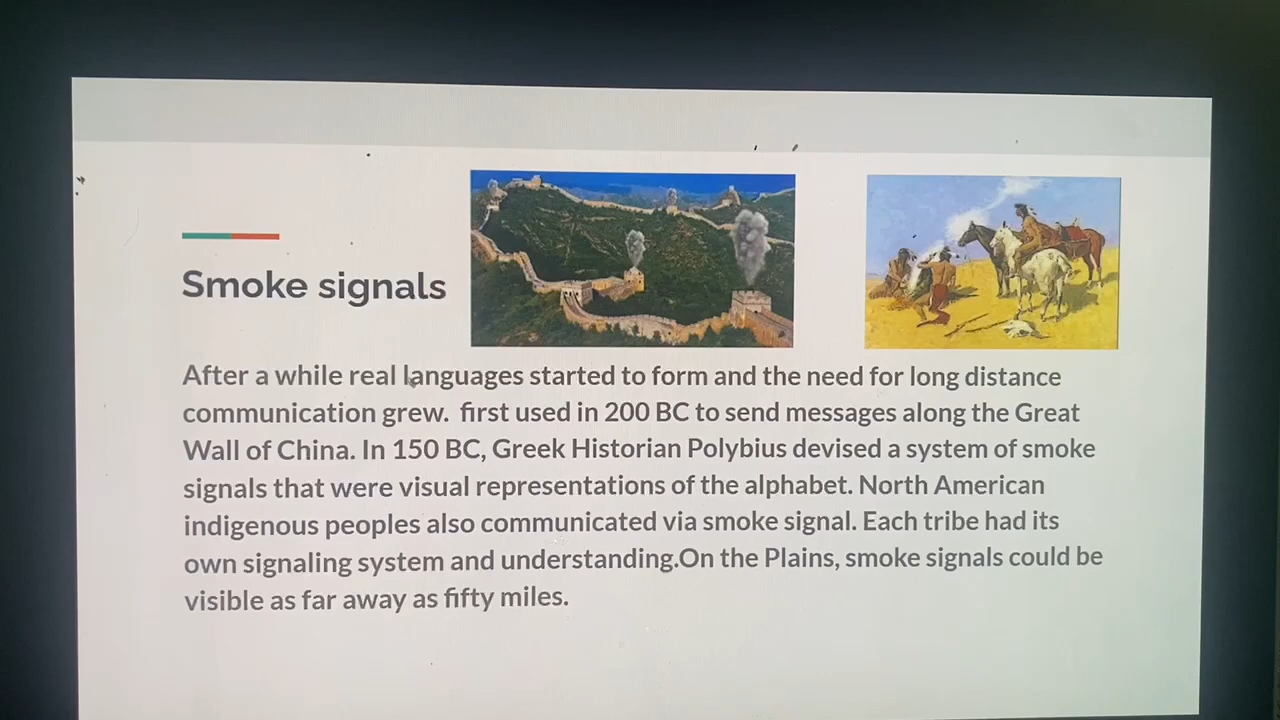 Smoke signals
After a while real languages started to form and the need for long distance
communication grew.  first used in 200 BC to send messages along the Great
Wall of China. In 150 BC, Greek Historian Polybius devised a system of smoke
signals that were visual representations of the alphabet. North American
indigenous peoples also communicated via smoke signal. Each tribe had its
own signaling system and understanding.On the Plains, smoke signals could be
visible as far away as fifty miles.